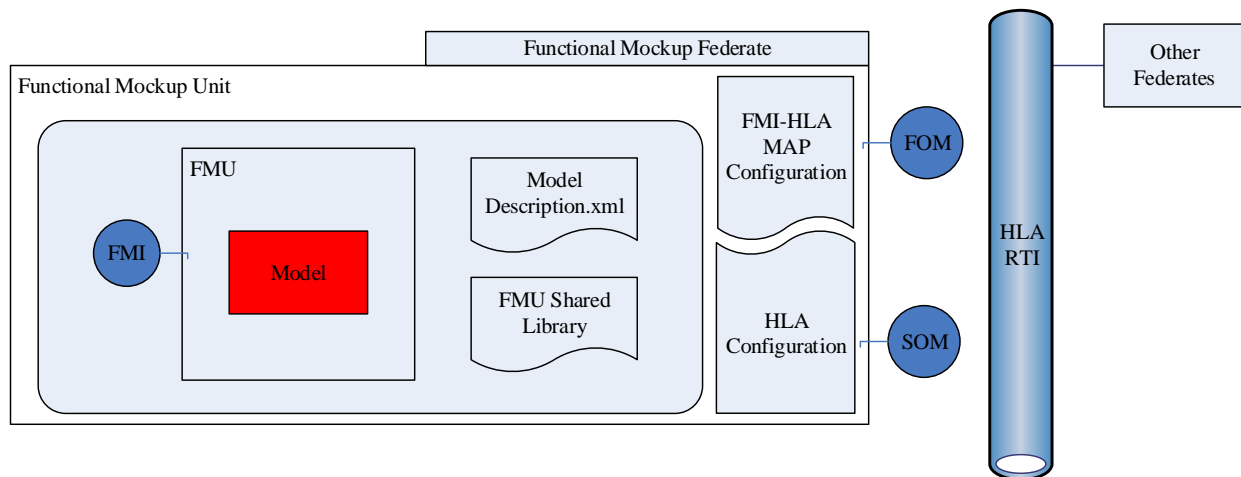 Functional Mockup Federate
Functional Mockup Unit
FMU
FMI
Model
Model
Description.xml
FMU Shared
Library
FMI-HLA
MAP
Configuration
HLA
Configuration
FOM
SOM
HLA
RTI
Other
Federates